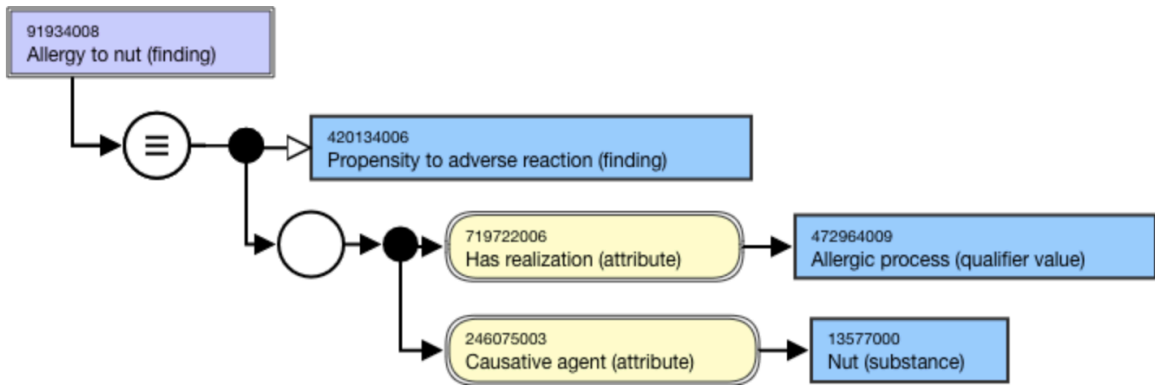 91934008
Allergy to nut (finding)
420134006
Propensity to adverse reaction (finding)
719722006
Has realization (attribute)
472964009
Allergic process (qualifier value)
246075003
Causative agent (attribute)
13577000
Nut (substance)